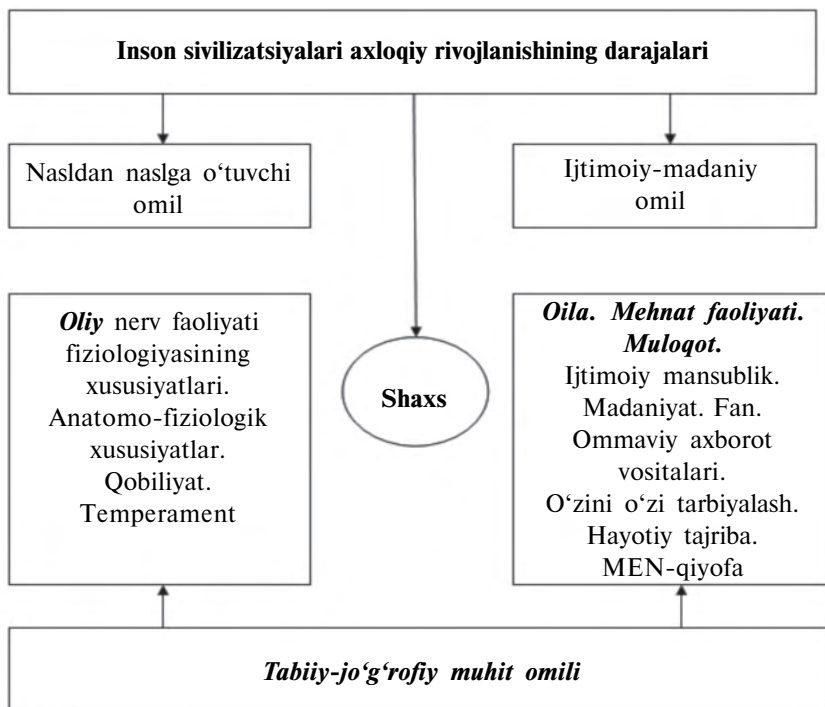 Inson sivilizatsiyalari axloqiy rivojlanishining darajalari
Nasldan naslga o‘tuvchi
omil
Ijtimoiy-madaniy
omil
Oliy nerv faoliyati
fiziologiyasining
xususiyatlari.
Anatomo-fiziologik
xususiyatlar.
Qobiliyat.
Temperament
Shaxs
Oila. Mehnat faoliyati.
Muloqot.
Ijtimoiy mansublik.
Madaniyat. Fan.
Ommaviy axborot
vositalari.
O‘zini o‘zi tarbiyalash.
Hayotiy tajriba.
MEN-qiyofa
Tabiiy-jo‘g‘rofiy muhit omili